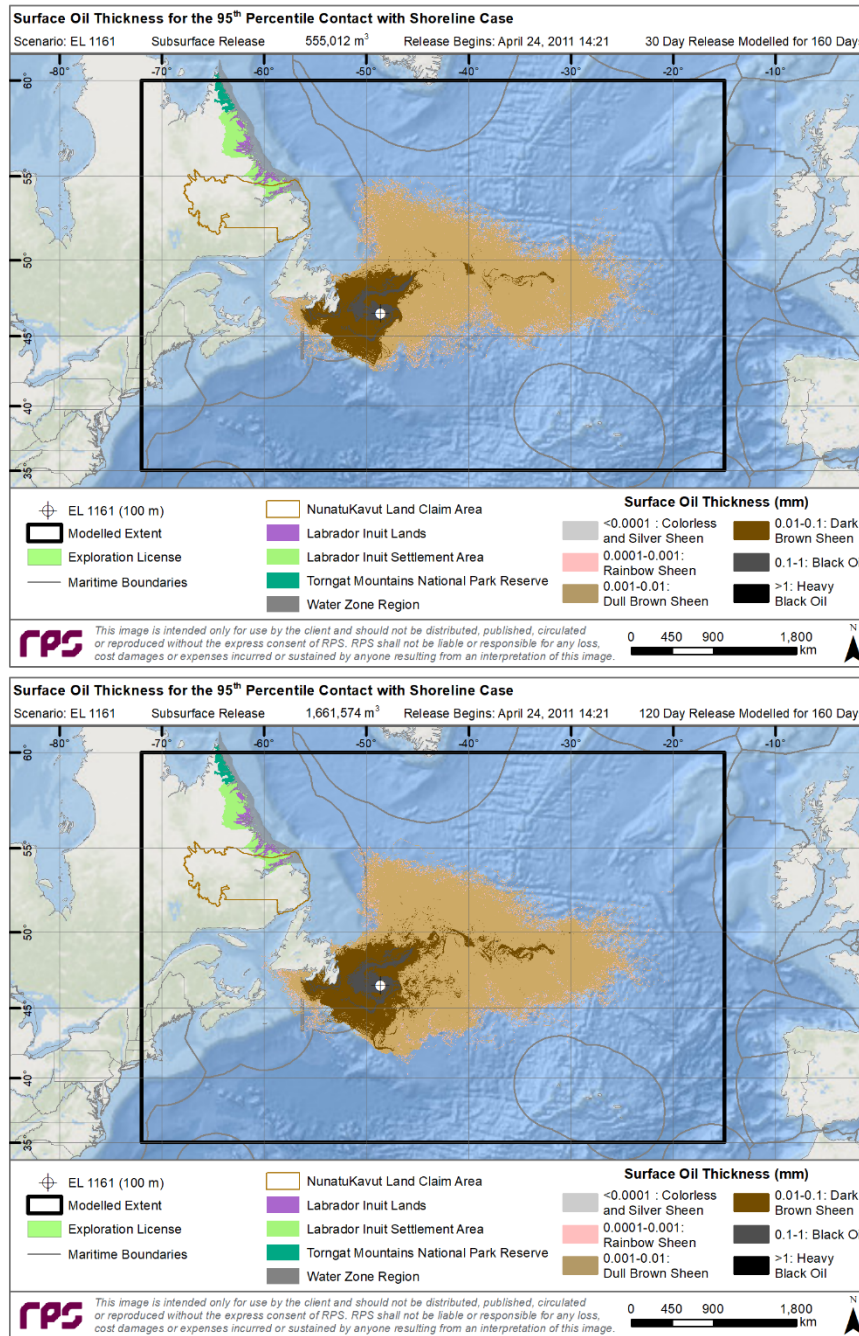 Surface Oil Thickness for the 95th Percentile Contact with Shoreline Case
Scenario: EL 1161 Subsurface Release 555,012 m³ Release Begins: April 24, 2011 14:21 30 Day Release Modelled for 160 Days
-80° -70° -60° -50° -40° -30° -20° -10°
60°
55°
50°
45°
40°
35°
EL 1161 (100 m)
Modelled Extent
Exploration License
Maritime Boundaries
NunatuKavut Land Claim Area
Labrador Inuit Lands
Labrador Inuit Settlement Area
Torngat Mountains National Park Reserve
Water Zone Region
Surface Oil Thickness (mm)
<0.0001 : Colorless
and Silver Sheen
0.0001-0.001:
Rainbow Sheen
0.001-0.01:
Dull Brown Sheen
0.01-0.1: Dark
Brown Sheen
0.1-1: Black Oil
>1: Heavy
Black Oil
rps
This image is intended only for use by the client and should not be distributed, published, circulated
or reproduced without the express consent of RPS. RPS shall not be liable or responsible for any loss,
cost damages or expenses incurred or sustained by anyone resulting from an interpretation of this image.
0 450 900 1,800
km
N
Surface Oil Thickness for the 95th Percentile Contact with Shoreline Case
Scenario: EL 1161 Subsurface Release 1,661,574 m³ Release Begins: April 24, 2011 14:21 120 Day Release Modelled for 160 Days
-80° -70° -60° -50° -40° -30° -20° -10°
60°
55°
50°
45°
40°
35°
EL 1161 (100 m)
Modelled Extent
Exploration License
Maritime Boundaries
NunatuKavut Land Claim Area
Labrador Inuit Lands
Labrador Inuit Settlement Area
Torngat Mountains National Park Reserve
Water Zone Region
Surface Oil Thickness (mm)
<0.0001 : Colorless
and Silver Sheen
0.0001-0.001:
Rainbow Sheen
0.001-0.01:
Dull Brown Sheen
0.01-0.1: Dark
Brown Sheen
0.1-1: Black Oil
>1: Heavy
Black Oil
rps
This image is intended only for use by the client and should not be distributed, published, circulated
or reproduced without the express consent of RPS. RPS shall not be liable or responsible for any loss,
cost damages or expenses incurred or sustained by anyone resulting from an interpretation of this image.
0 450 900 1,800
km
N